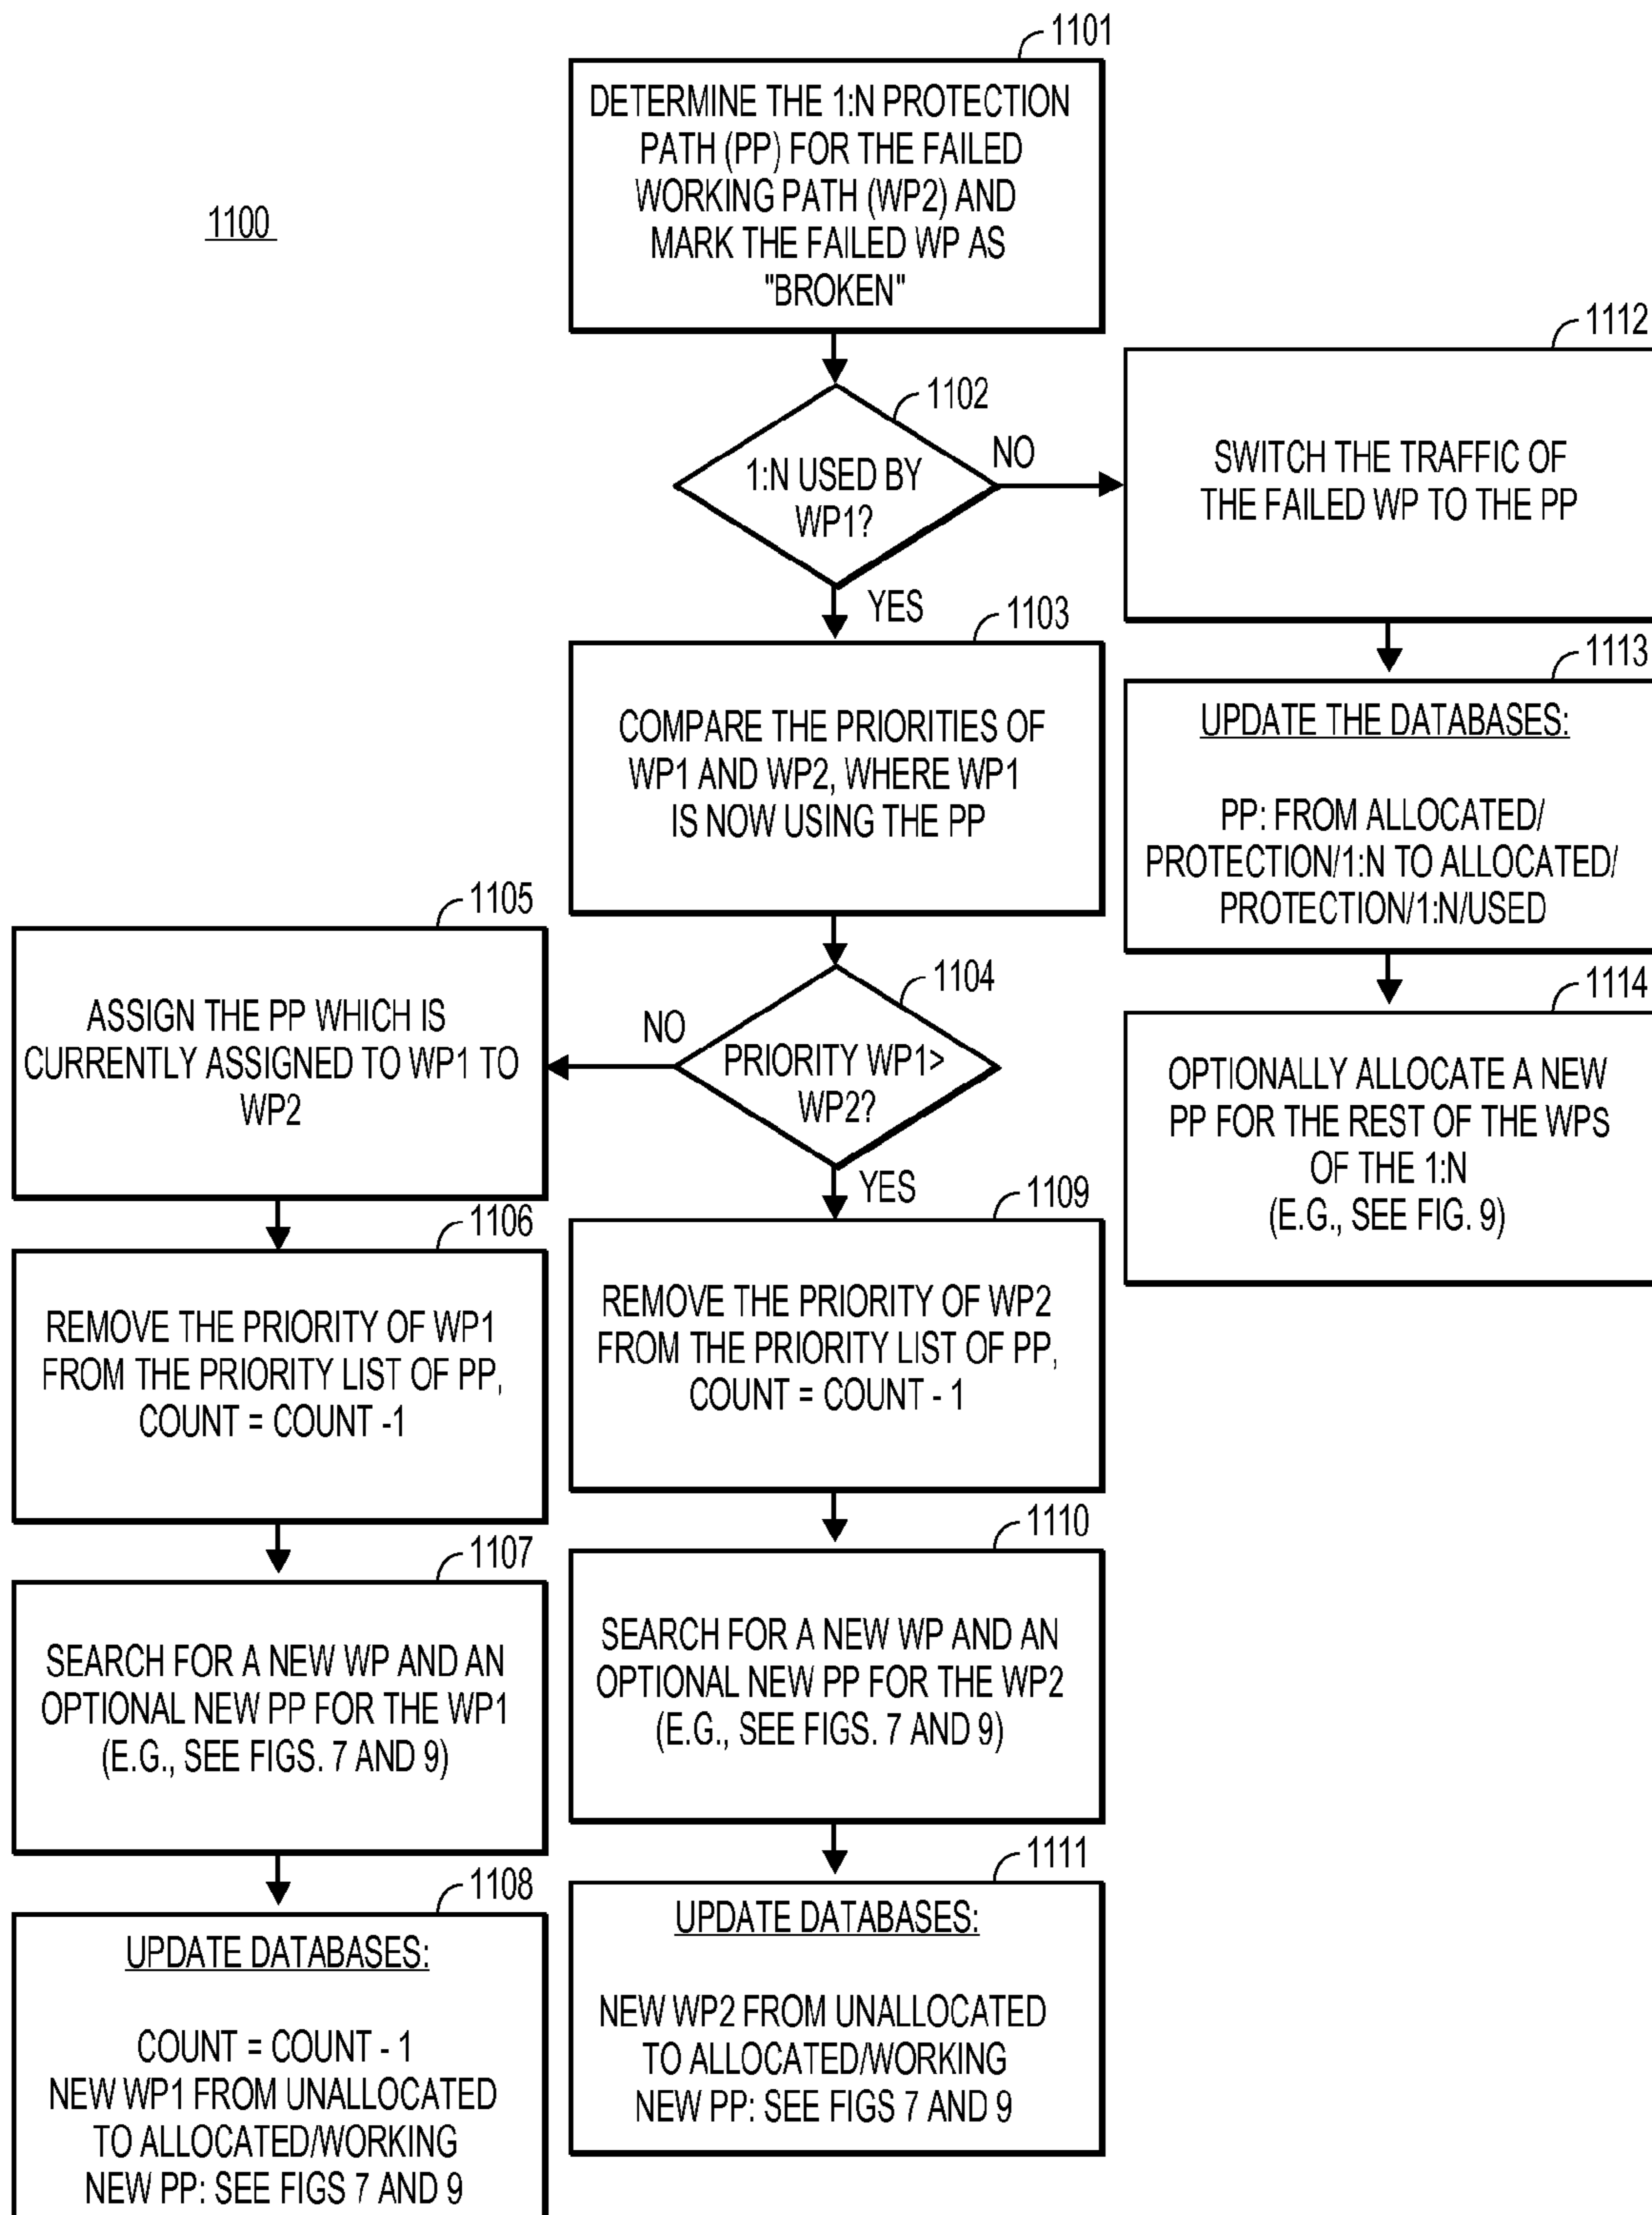 1100
1101
DETERMINE THE 1:N PROTECTION
PATH (PP) FOR THE FAILED
WORKING PATH (WP2) AND
MARK THE FAILED WP AS
"BROKEN"
1102
1:N USED BY
WP1?
NO
YES
1112
SWITCH THE TRAFFIC OF
THE FAILED WP TO THE PP
1103
COMPARE THE PRIORITIES OF
WP1 AND WP2, WHERE WP1
IS NOW USING THE PP
1113
UPDATE THE DATABASES:
PP: FROM ALLOCATED/
PROTECTION/1:N TO ALLOCATED/
PROTECTION/1:N/USED
1104
PRIORITY WP1>
WP2?
NO
YES
1105
ASSIGN THE PP WHICH IS
CURRENTLY ASSIGNED TO WP1 TO
WP2
1114
OPTIONALLY ALLOCATE A NEW
PP FOR THE REST OF THE WPS
OF THE 1:N
(E.G., SEE FIG. 9)
1106
REMOVE THE PRIORITY OF WP1
FROM THE PRIORITY LIST OF PP,
COUNT = COUNT -1
1109
REMOVE THE PRIORITY OF WP2
FROM THE PRIORITY LIST OF PP,
COUNT = COUNT - 1
1107
SEARCH FOR A NEW WP AND AN
OPTIONAL NEW PP FOR THE WP1
(E.G., SEE FIGS. 7 AND 9)
1110
SEARCH FOR A NEW WP AND AN
OPTIONAL NEW PP FOR THE WP2
(E.G., SEE FIGS. 7 AND 9)
1108
UPDATE DATABASES:
COUNT = COUNT - 1
NEW WP1 FROM UNALLOCATED
TO ALLOCATED/WORKING
NEW PP: SEE FIGS 7 AND 9
1111
UPDATE DATABASES:
NEW WP2 FROM UNALLOCATED
TO ALLOCATED/WORKING
NEW PP: SEE FIGS 7 AND 9